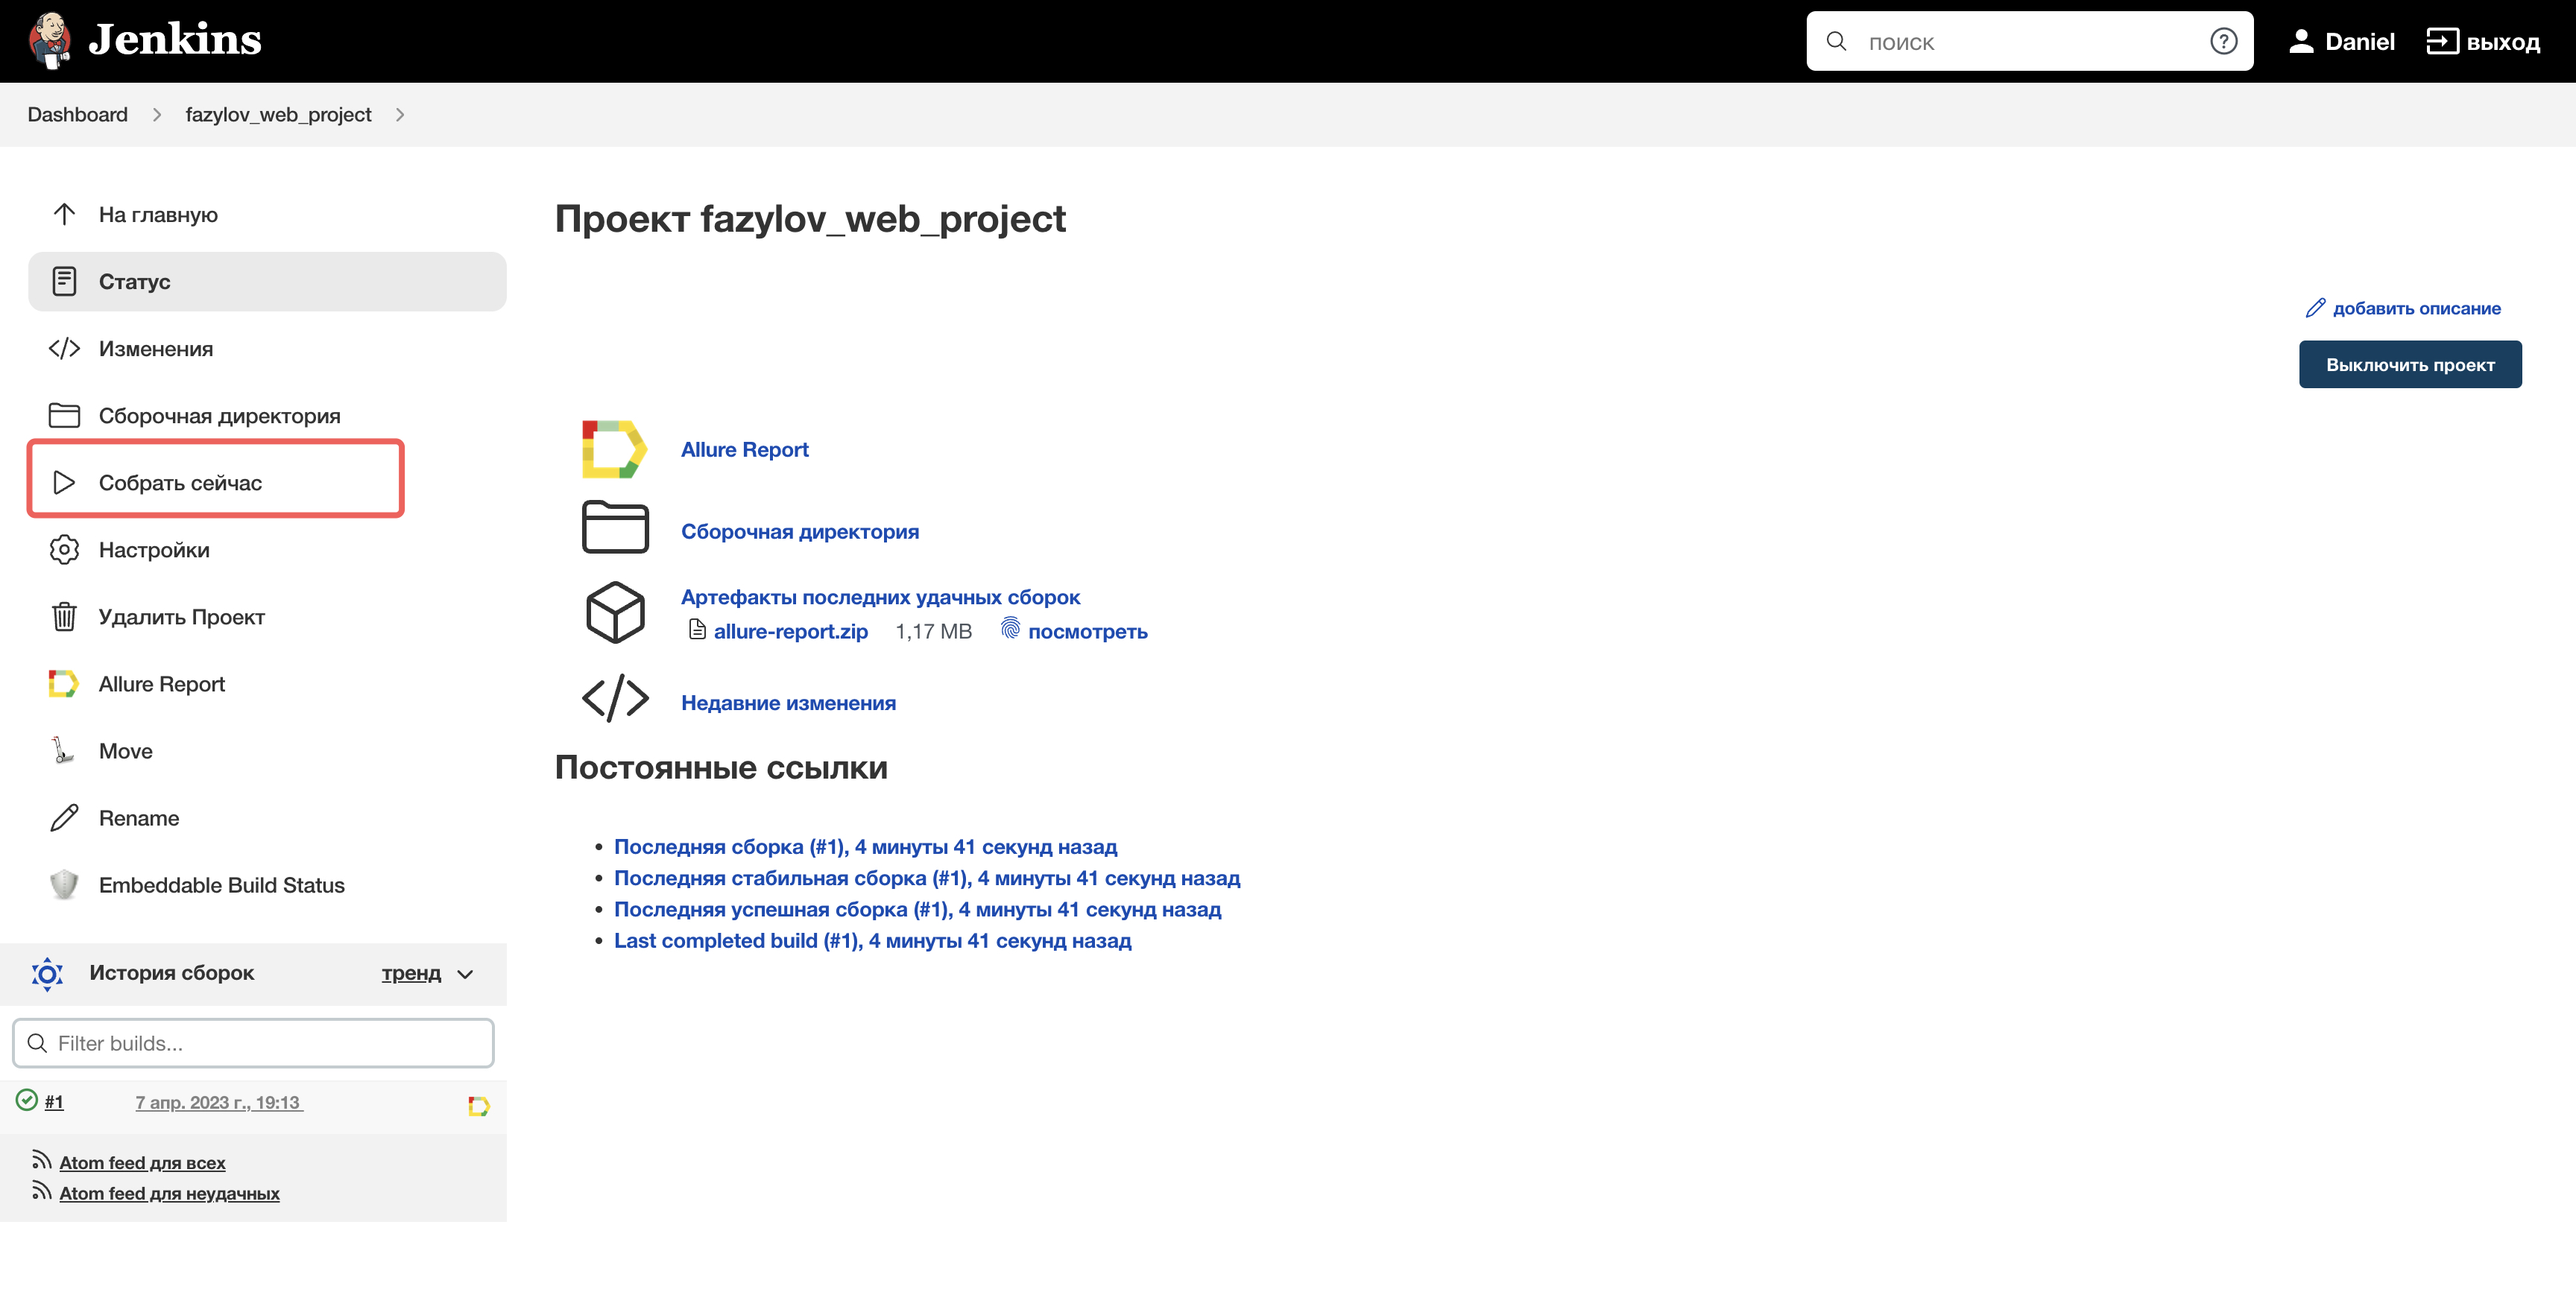 Jenkins
поиск
Daniel
выход
Dashboard
fazylov_web_project
На главную
Статус
Изменения
Сборочная директория
Собрать сейчас
Настройки
Удалить Проект
Allure Report
Move
Rename
Embeddable Build Status
История сборок
тренд
Filter builds...
#1
7 апр. 2023 г., 19:13
Atom feed для всех
Atom feed для неудачных
Проект fazylov_web_project
добавить описание
Выключить проект
Allure Report
Сборочная директория
Артефакты последних удачных сборок
allure-report.zip 1,17 MB посмотреть
Недавние изменения
Постоянные ссылки
Последняя сборка (#1), 4 минуты 41 секунд назад
Последняя стабильная сборка (#1), 4 минуты 41 секунд назад
Последняя успешная сборка (#1), 4 минуты 41 секунд назад
Last completed build (#1), 4 минуты 41 секунд назад